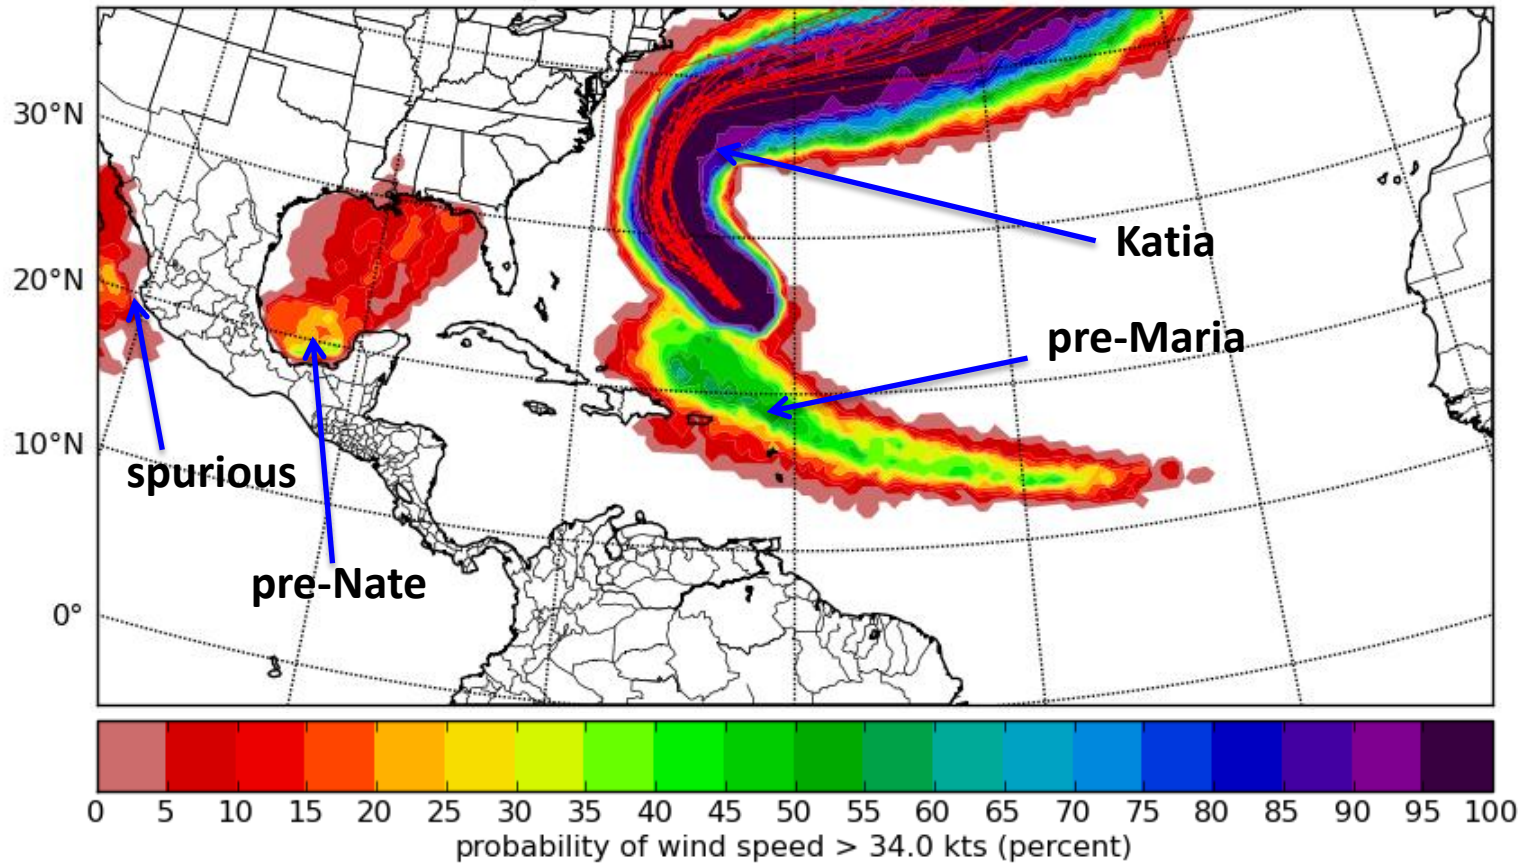 30°N
Katia
20°N
pre-Maria
10°N
spurious
pre-Nate
0°
0 5 10 15 20 25 30 35 40 45 50 55 60 65 70 75 80 85 90 95 100
probability of wind speed > 34.0 kts (percent)